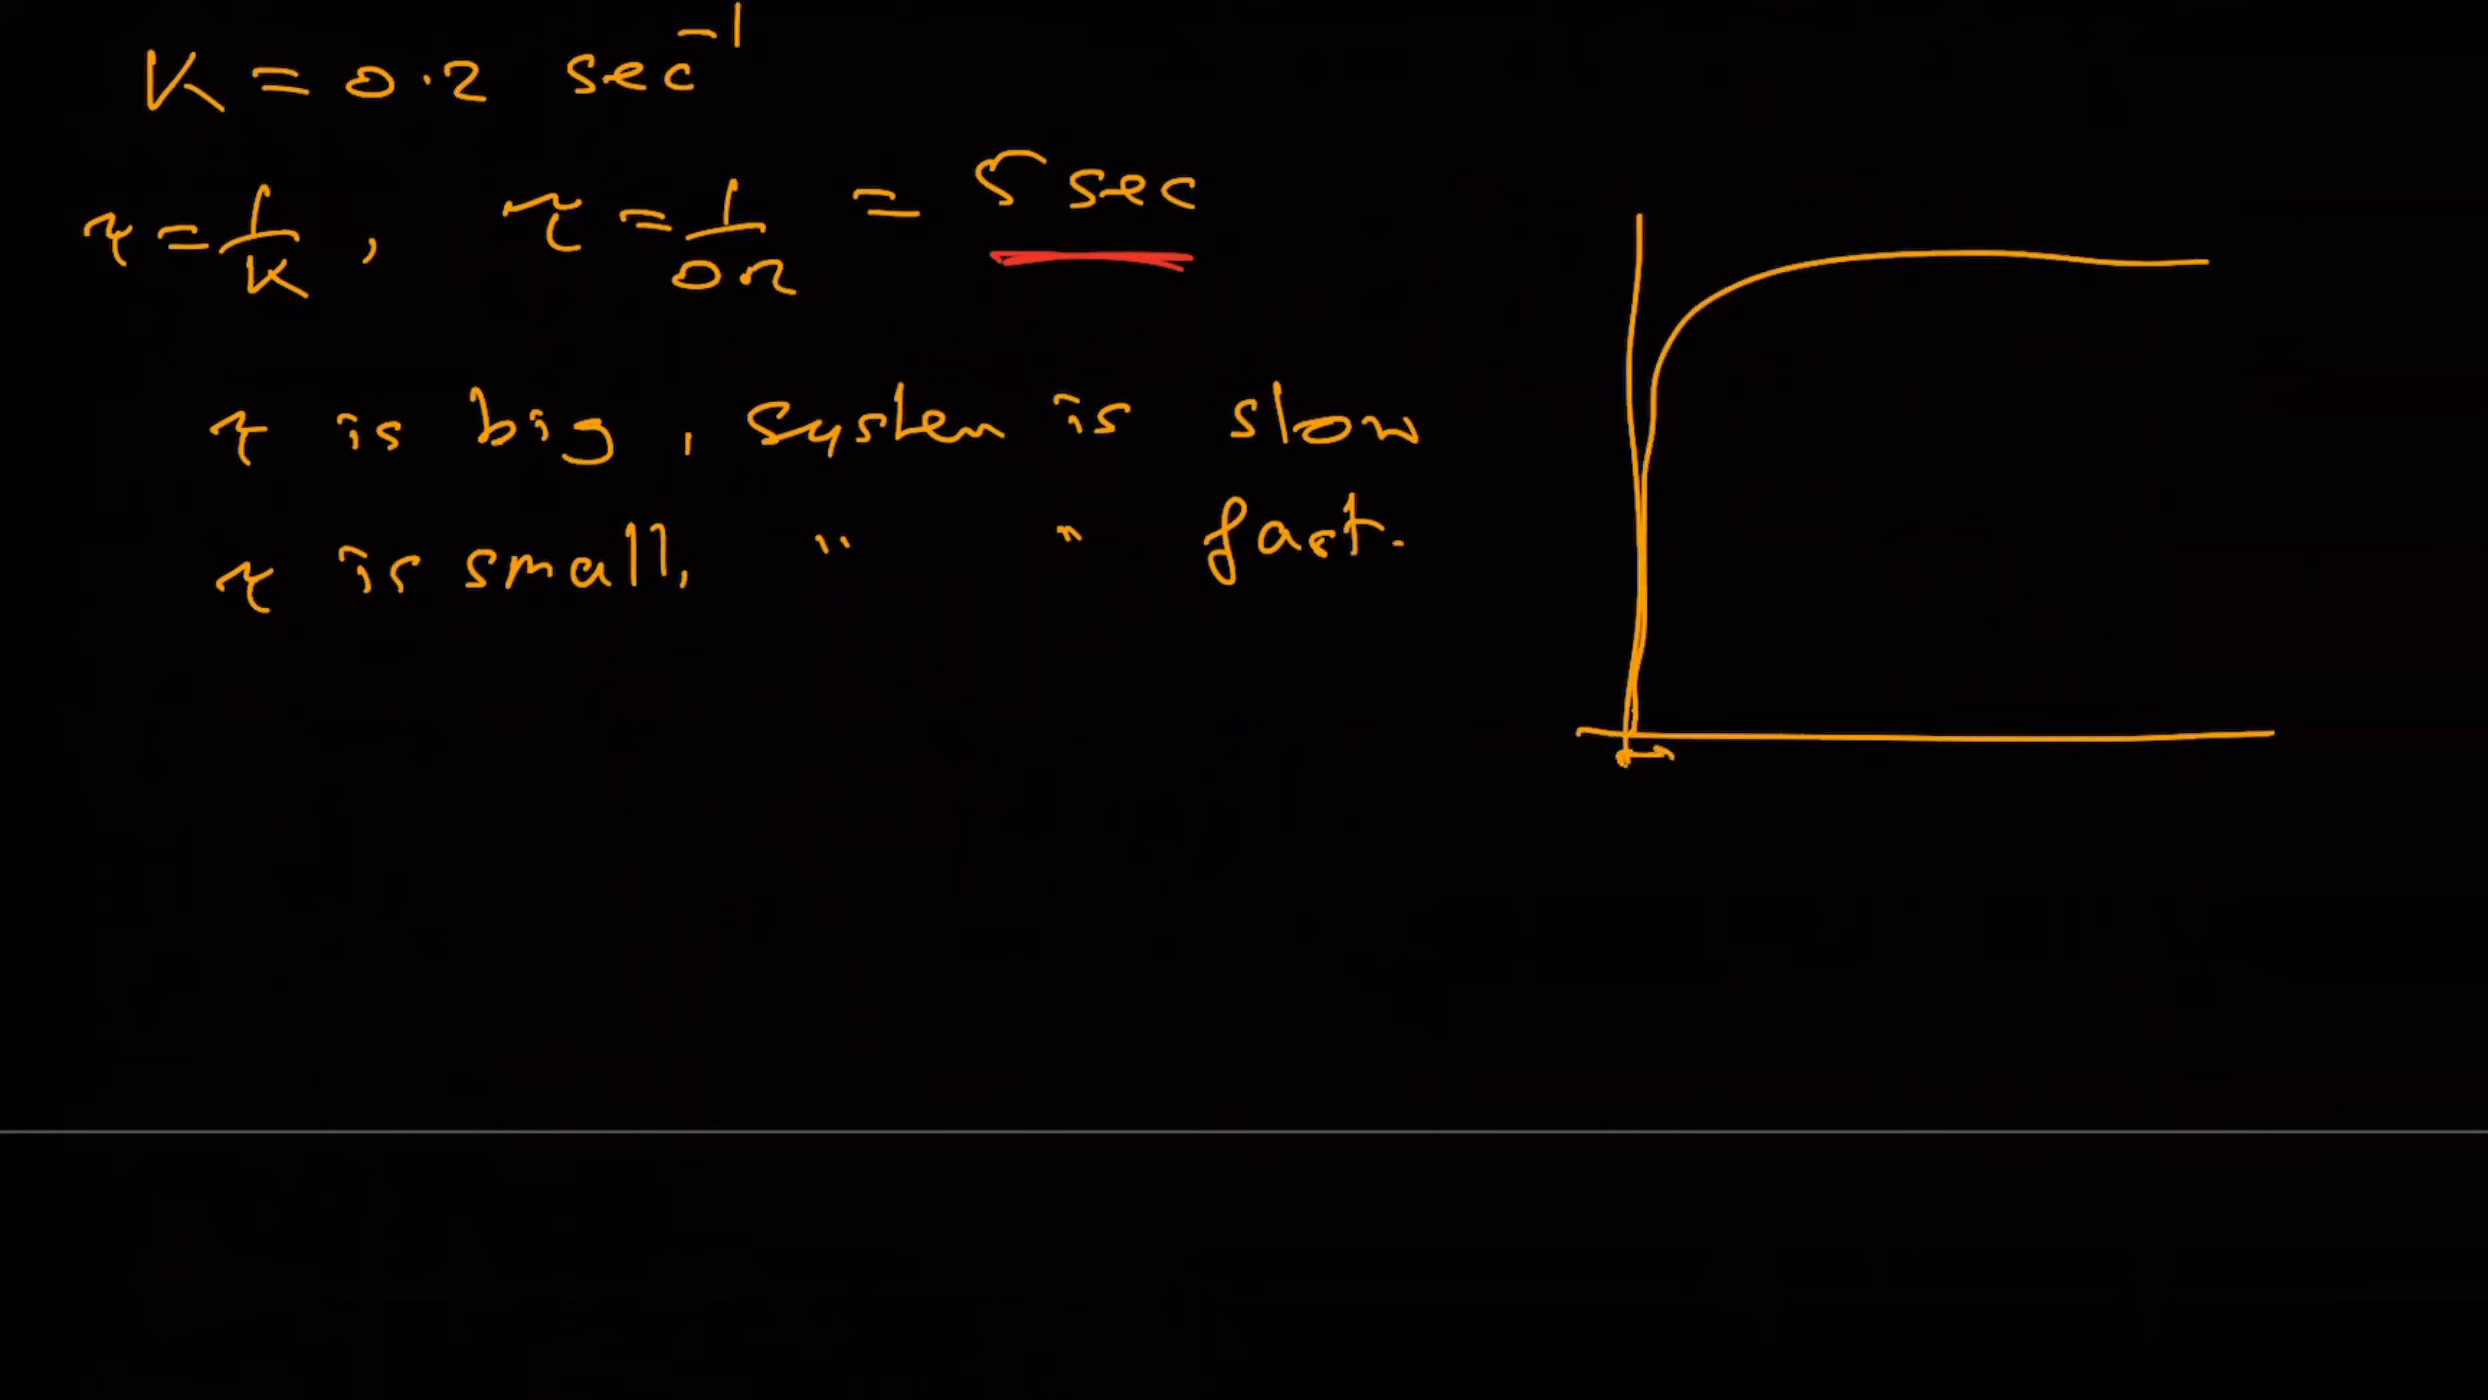 K = 0.2 sec⁻¹
τ = 1/K , τ = 1/0.2 = 5 sec
τ is big, system is slow
τ is small, " " fast.